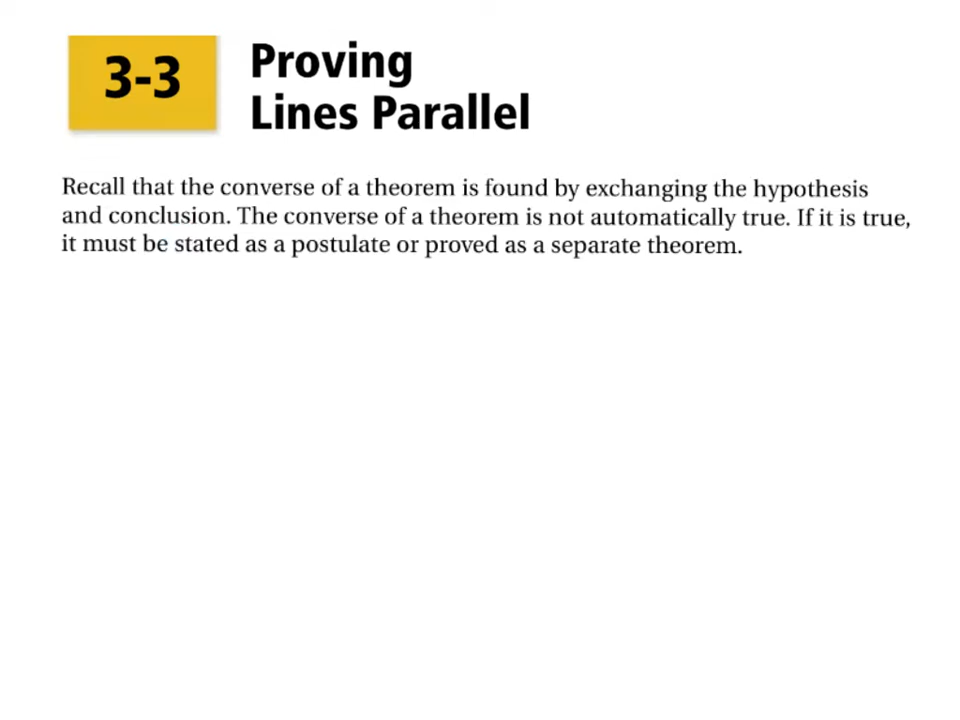 3-3
Proving
Lines Parallel
Recall that the converse of a theorem is found by exchanging the hypothesis
and conclusion. The converse of a theorem is not automatically true. If it is true,
it must be stated as a postulate or proved as a separate theorem.